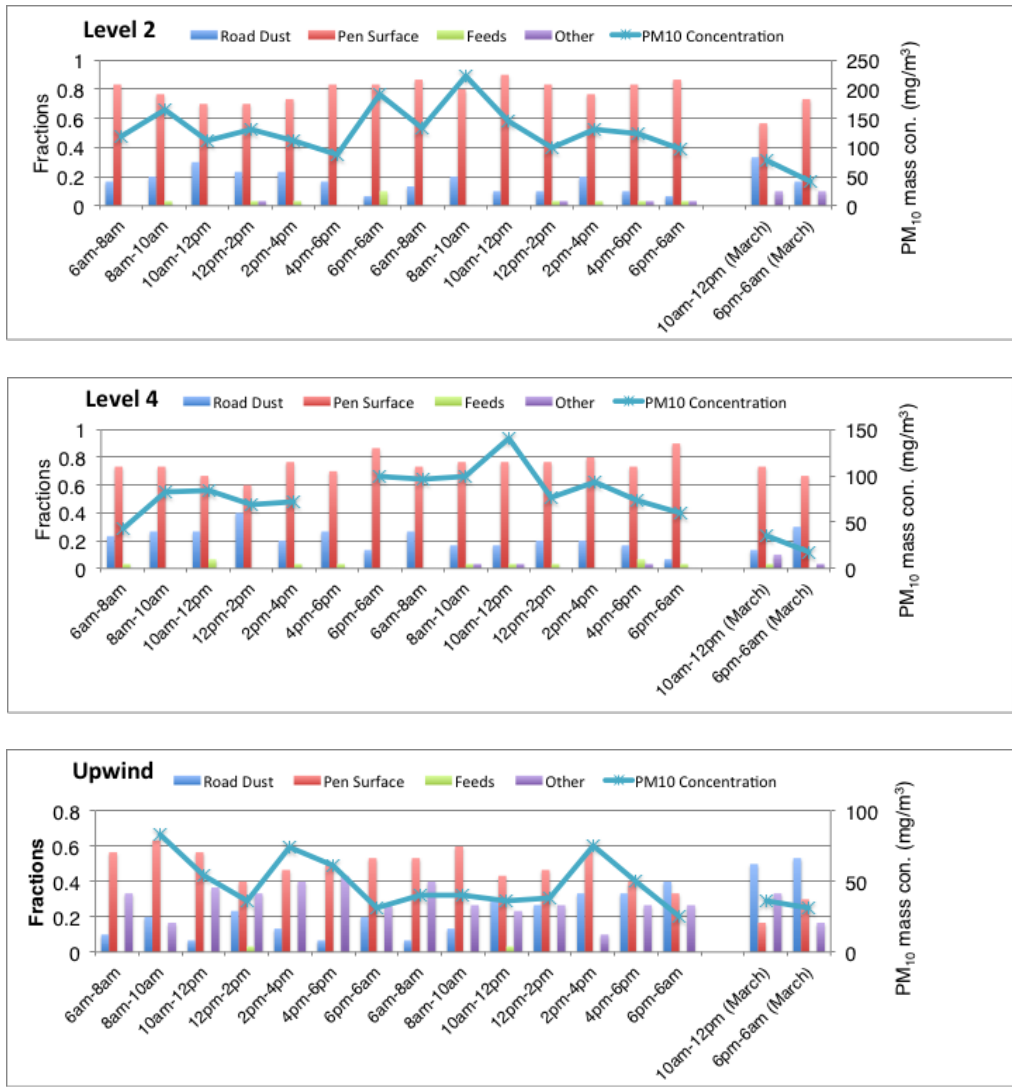 Level 2
Road Dust Pen Surface Feeds Other PM10 Concentration
Fractions
1
0.8
0.6
0.4
0.2
0
250
200
150
100
50
0
PM10 mass con. (mg/m3)
6am-8am
8am-10am
10am-12pm
12pm-2pm
2pm-4pm
4pm-6pm
6pm-6am
6am-8am
8am-10am
10am-12pm
12pm-2pm
2pm-4pm
4pm-6pm
6pm-6am
10am-12pm (March)
6pm-6am (March)
Level 4
Road Dust Pen Surface Feeds Other PM10 Concentration
Fractions
1
0.8
0.6
0.4
0.2
0
150
100
50
0
PM10 mass con. (mg/m3)
6am-8am
8am-10am
10am-12pm
12pm-2pm
2pm-4pm
4pm-6pm
6pm-6am
6am-8am
8am-10am
10am-12pm
12pm-2pm
2pm-4pm
4pm-6pm
6pm-6am
10am-12pm (March)
6pm-6am (March)
Upwind
Road Dust Pen Surface Feeds Other PM10 Concentration
Fractions
0.8
0.6
0.4
0.2
0
100
50
0
PM10 mass con. (mg/m3)
6am-8am
8am-10am
10am-12pm
12pm-2pm
2pm-4pm
4pm-6pm
6pm-6am
6am-8am
8am-10am
10am-12pm
12pm-2pm
2pm-4pm
4pm-6pm
6pm-6am
10am-12pm (March)
6pm-6am (March)